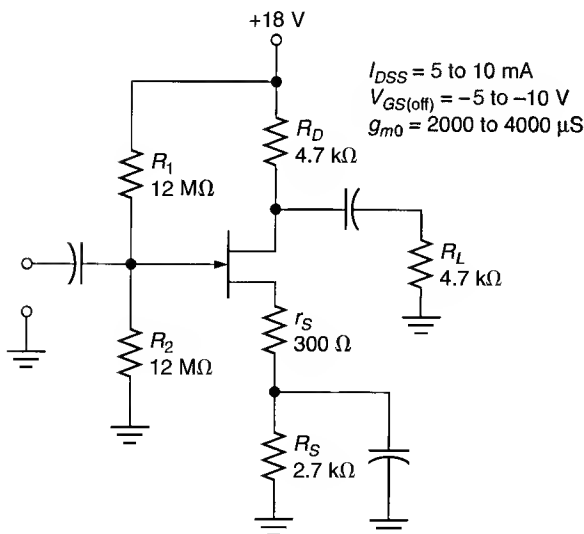 +18 V
I_DSS = 5 to 10 mA
V_GS(off) = −5 to −10 V
g_m0 = 2000 to 4000 µS
R_D
4.7 kΩ
R_1
12 MΩ
R_L
4.7 kΩ
r_S
300 Ω
R_2
12 MΩ
R_S
2.7 kΩ